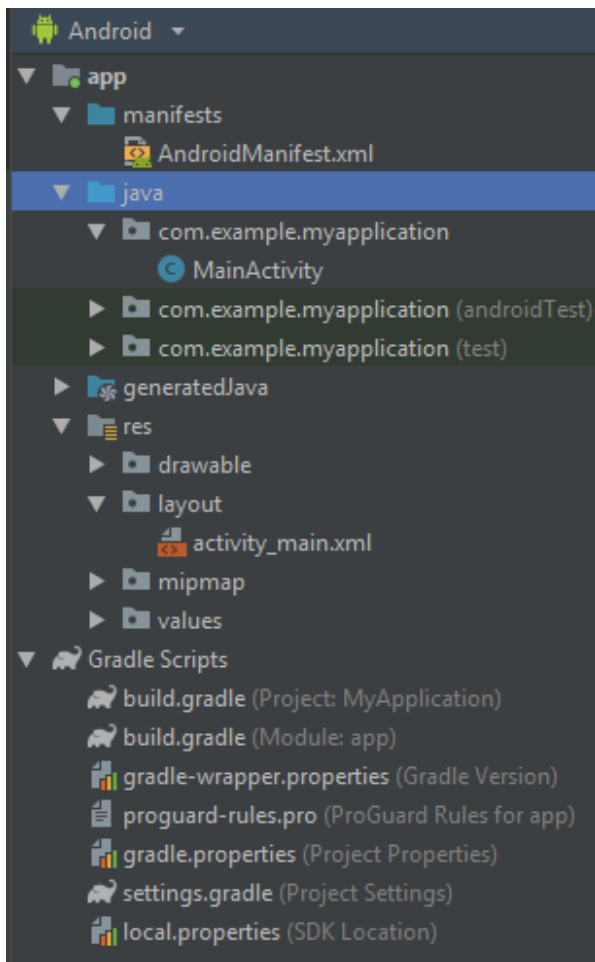 Android
app
manifests
AndroidManifest.xml
java
com.example.myapplication
MainActivity
com.example.myapplication (androidTest)
com.example.myapplication (test)
generatedJava
res
drawable
layout
activity_main.xml
mipmap
values
Gradle Scripts
build.gradle (Project: MyApplication)
build.gradle (Module: app)
gradle-wrapper.properties (Gradle Version)
proguard-rules.pro (ProGuard Rules for app)
gradle.properties (Project Properties)
settings.gradle (Project Settings)
local.properties (SDK Location)